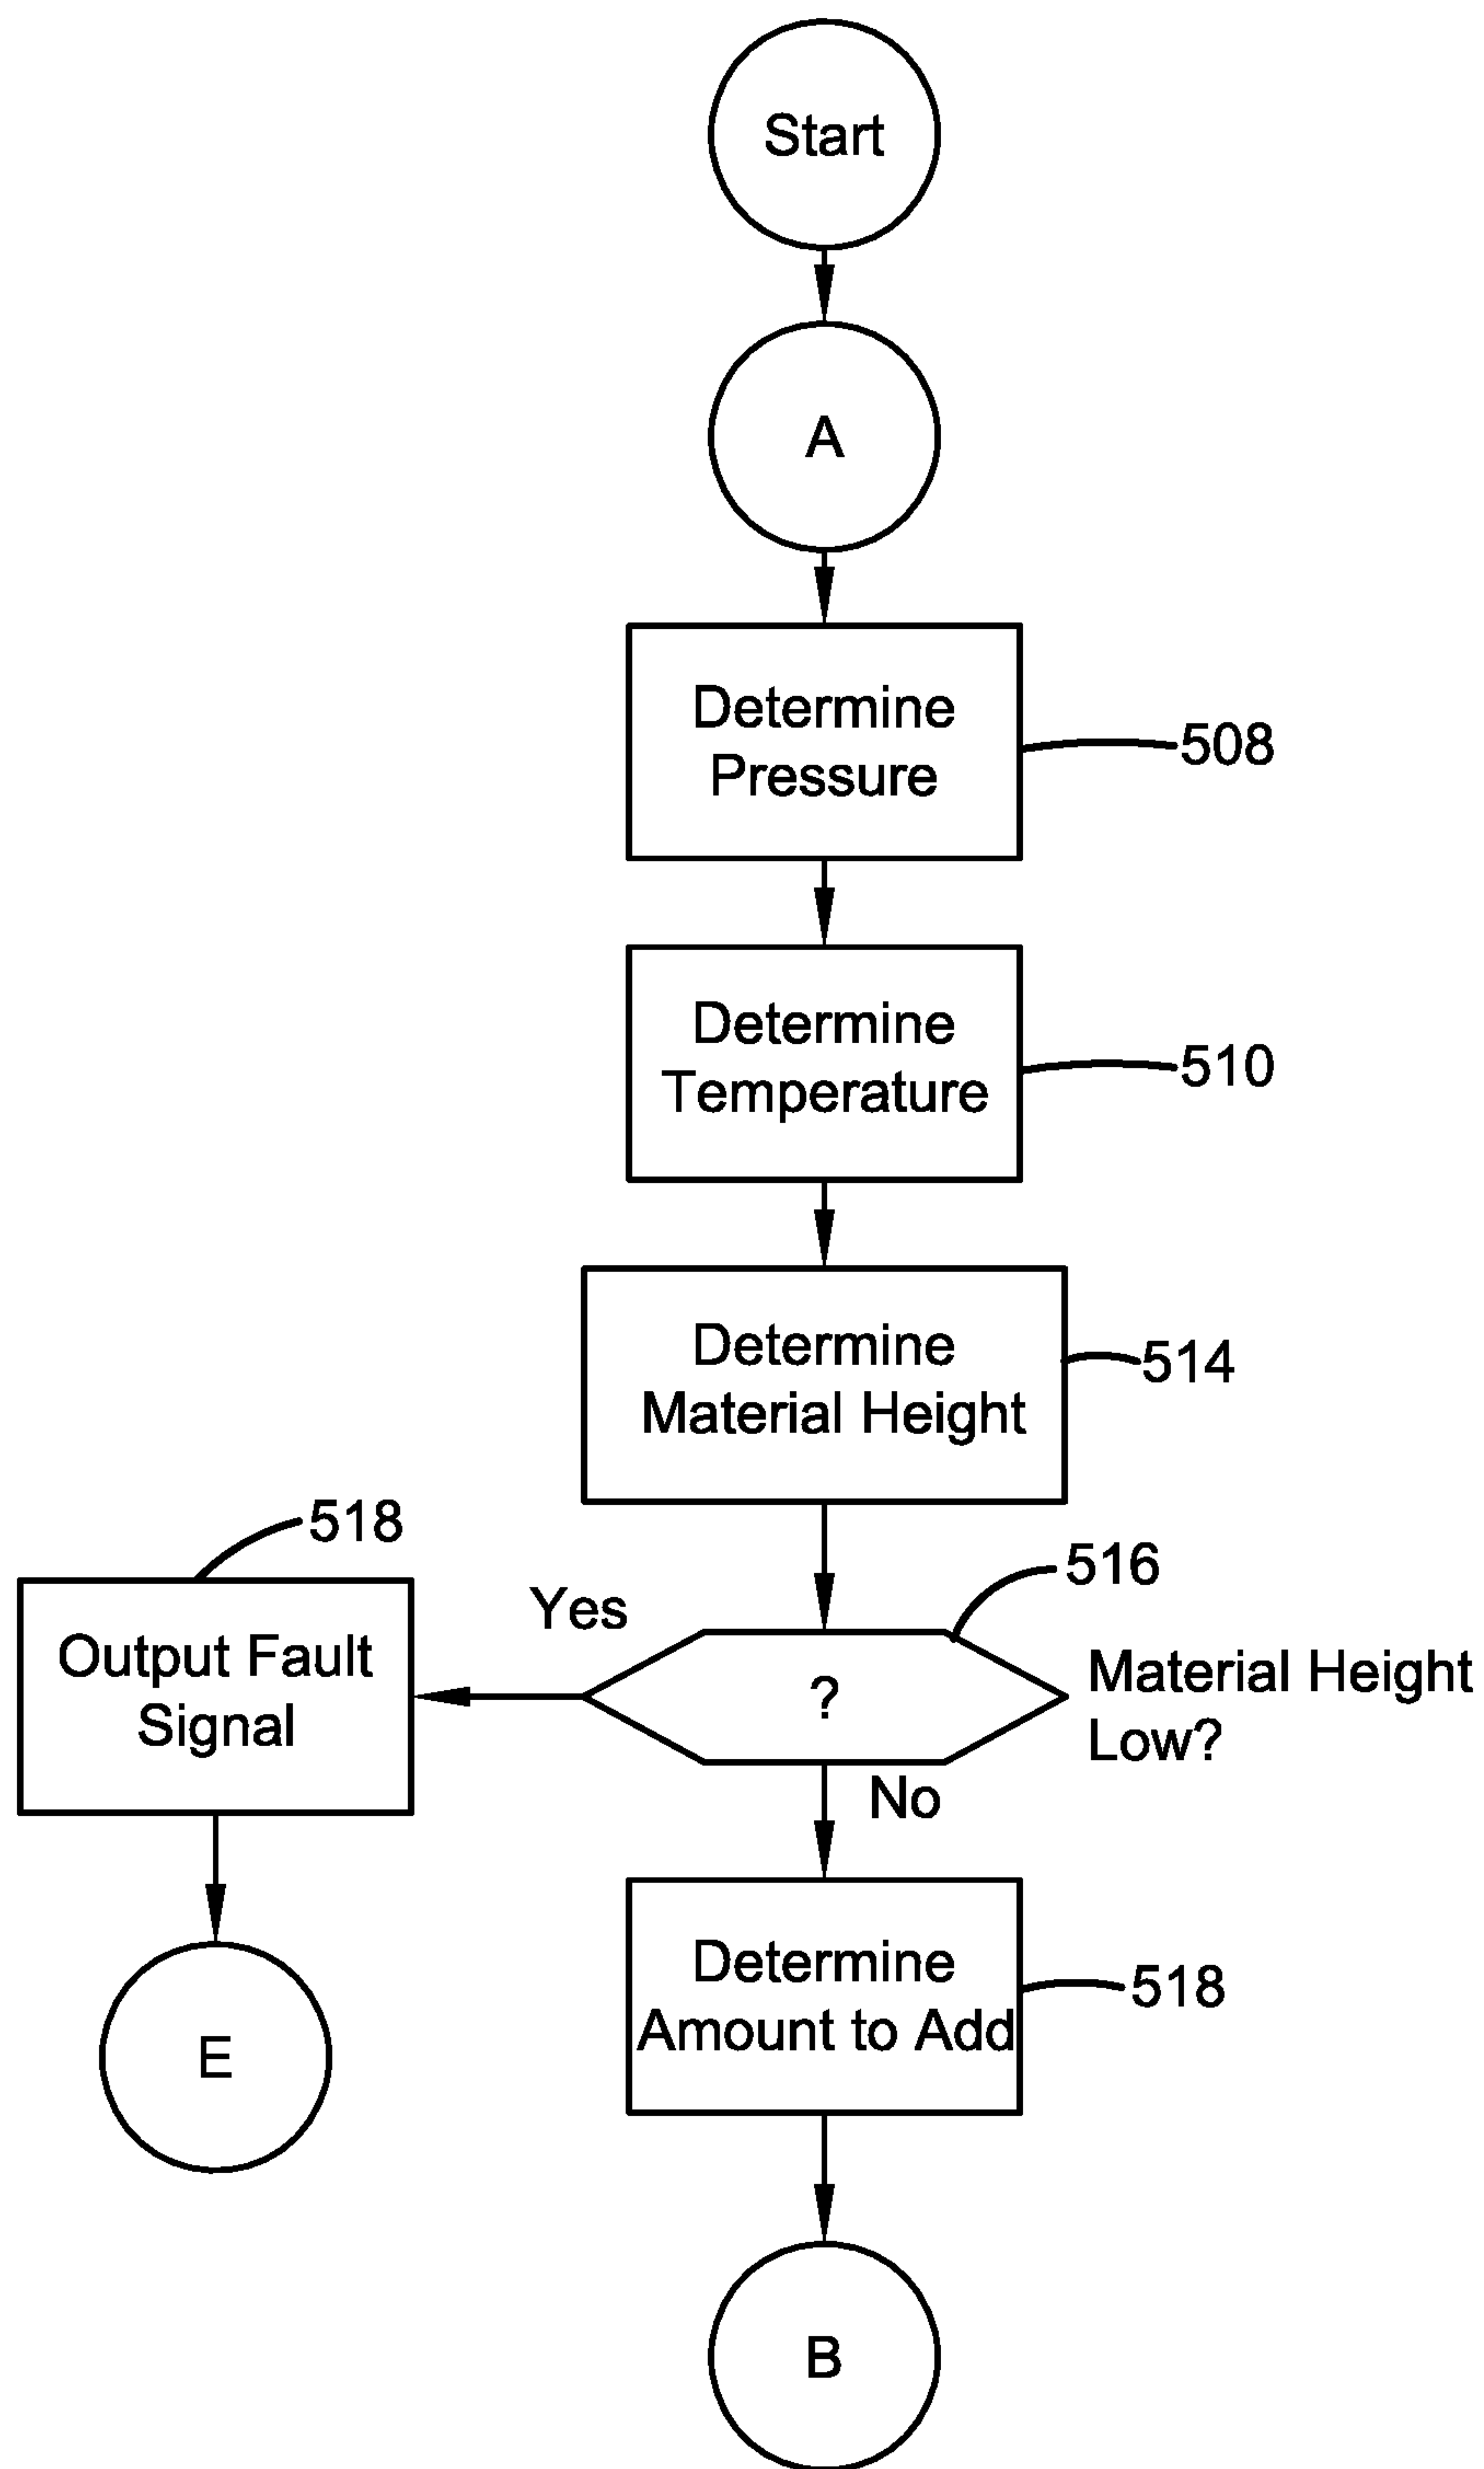 Start
A
Determine
Pressure
508
Determine
Temperature
510
Determine
Material Height
514
518
516
Yes
Output Fault
Signal
?
Material Height
Low?
No
Determine
Amount to Add
518
E
B